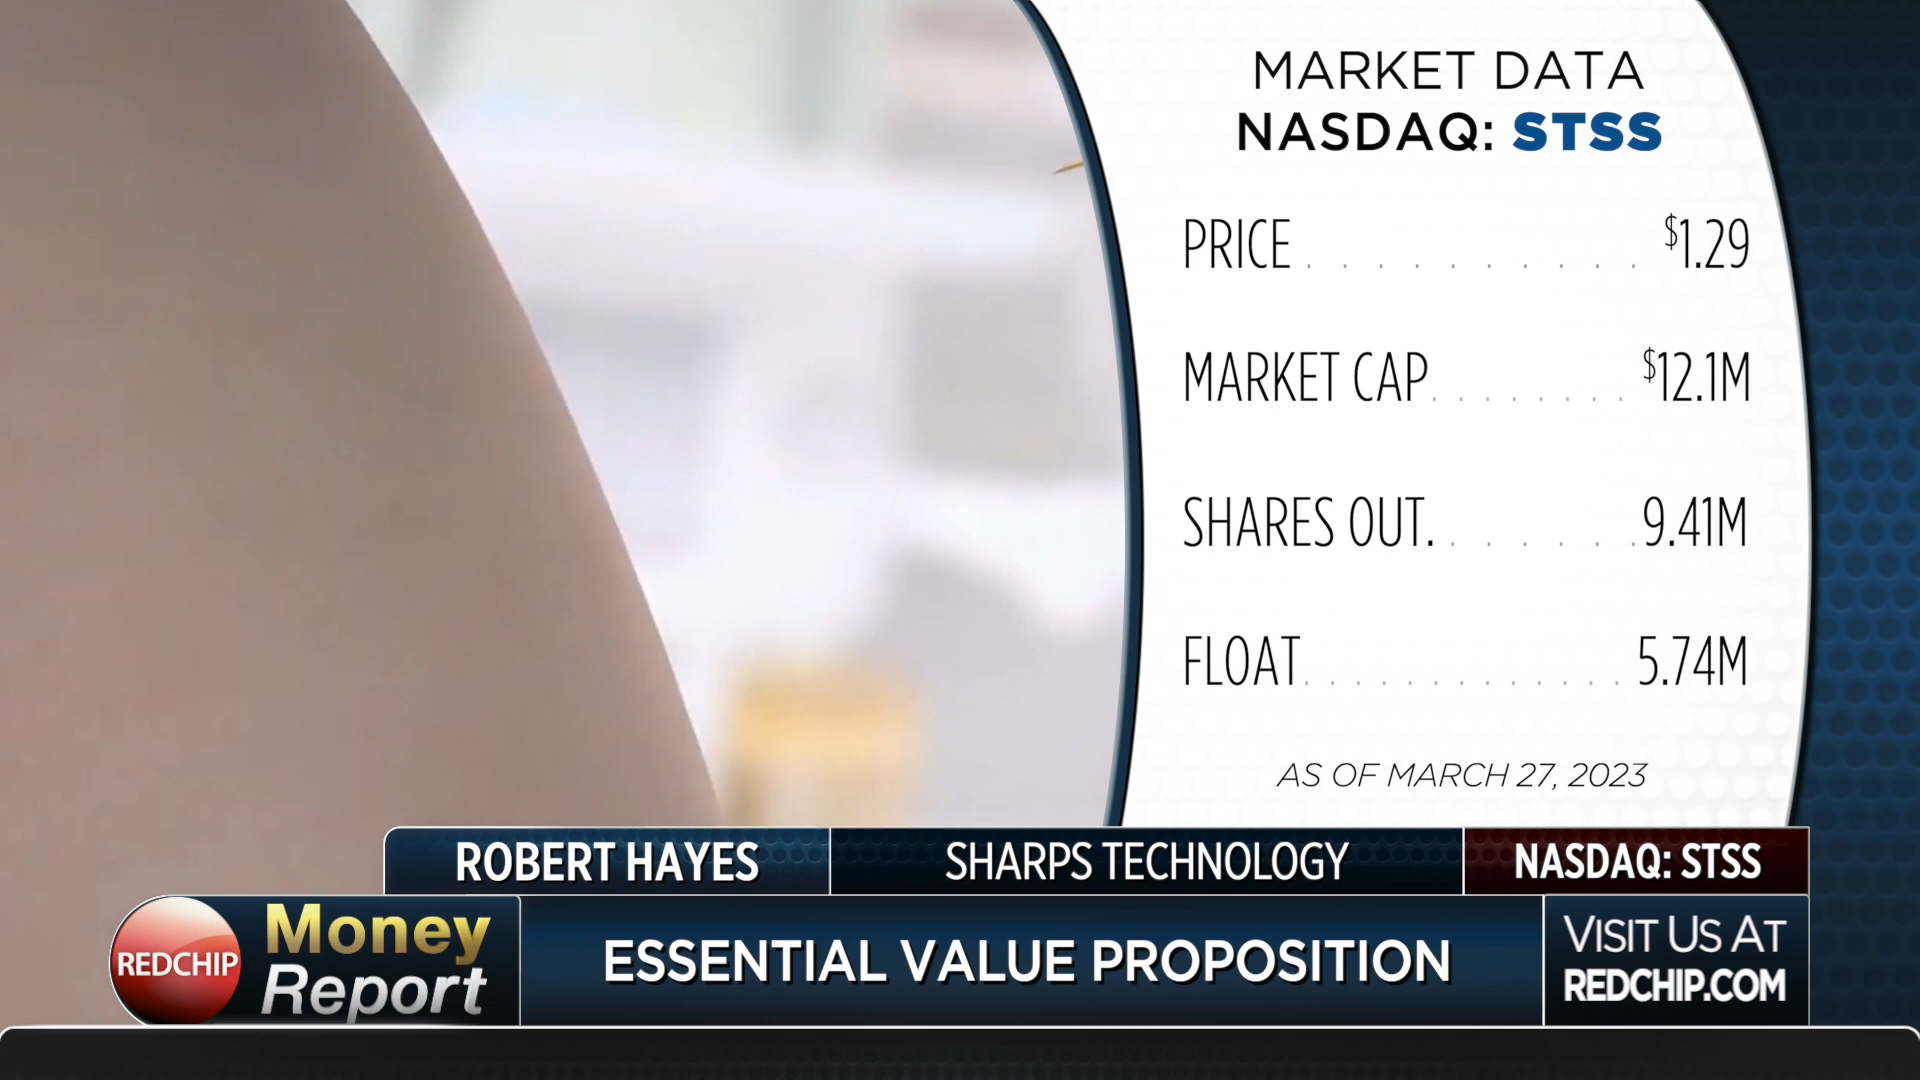 MARKET DATA
NASDAQ: STSS
PRICE . . . . . . . . . . $1.29
MARKET CAP. . . . . . . . $12.1M
SHARES OUT. . . . . . . 9.41M
FLOAT. . . . . . . . . . . . . 5.74M
AS OF MARCH 27, 2023
ROBERT HAYES
SHARPS TECHNOLOGY
NASDAQ: STSS
REDCHIP
Money
Report
ESSENTIAL VALUE PROPOSITION
VISIT US AT
REDCHIP.COM